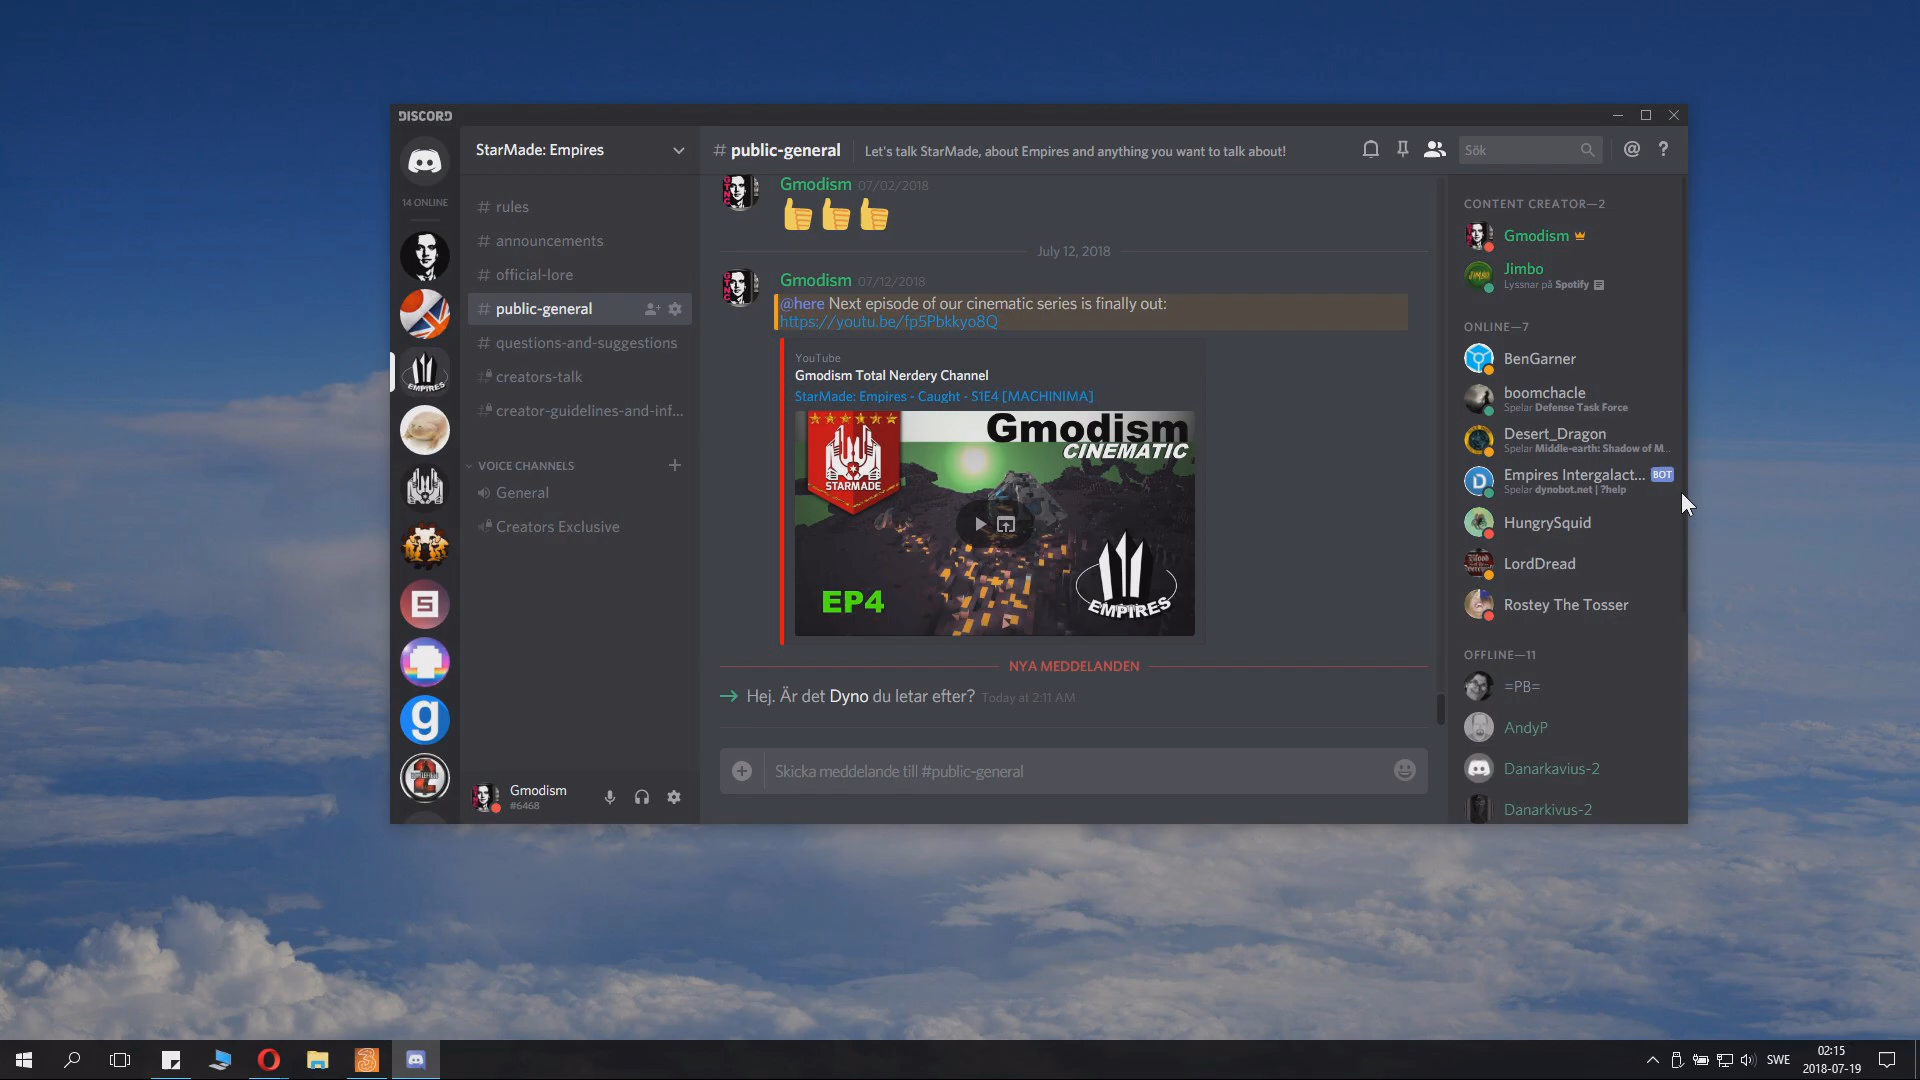 DISCORD
14 ONLINE
StarMade: Empires
# rules
# announcements
# official-lore
# public-general
# questions-and-suggestions
creators-talk
creator-guidelines-and-inf...
VOICE CHANNELS
General
Creators Exclusive
Gmodism
#6468
# public-general
Let's talk StarMade, about Empires and anything you want to talk about!
Sök
@ ?
Gmodism 07/02/2018
July 12, 2018
Gmodism 07/12/2018
@here Next episode of our cinematic series is finally out:
https://youtu.be/fp5Pbkkyo8Q
YouTube
Gmodism Total Nerdery Channel
StarMade: Empires - Caught - S1E4 [MACHINIMA]
Gmodism
CINEMATIC
STARMADE
EP4
EMPIRES
NYA MEDDELANDEN
Hej. Är det Dyno du letar efter? Today at 2:11 AM
Skicka meddelande till #public-general
CONTENT CREATOR—2
Gmodism
Jimbo
Lyssnar på Spotify
ONLINE—7
BenGarner
boomchacle
Spelar Defense Task Force
Desert_Dragon
Spelar Middle-earth: Shadow of M...
Empires Intergalact... BOT
Spelar dynobot.net | ?help
HungrySquid
LordDread
Rostey The Tosser
OFFLINE—11
=PB=
AndyP
Danarkavius-2
Danarkivus-2
SWE
02:15
2018-07-19